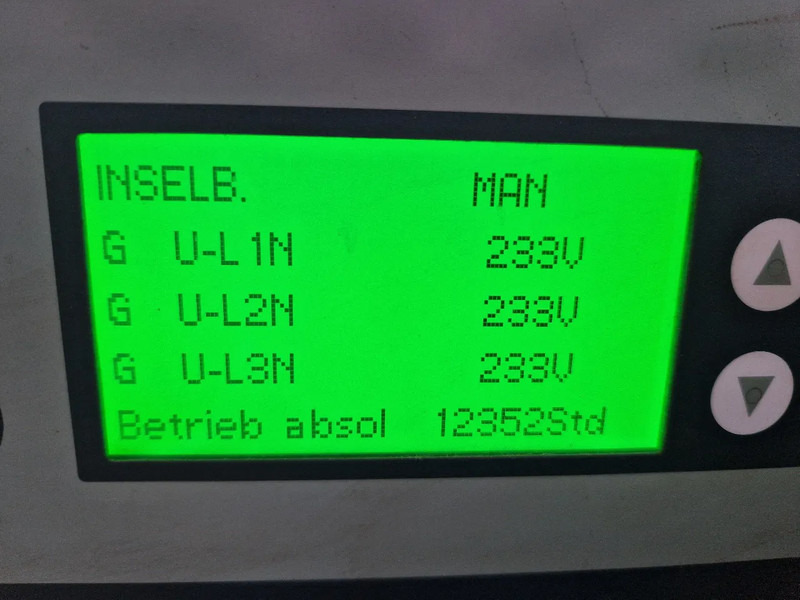 INSELB. MAN
G U-L1N 233V
G U-L2N 233V
G U-L3N 233V
Betrieb absol 12352Std